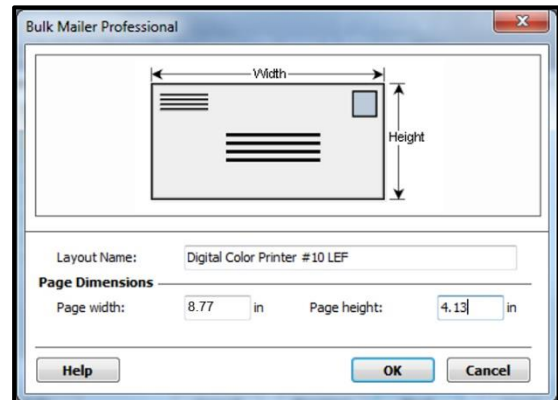 Bulk Mailer Professional
Width
Height
Layout Name: Digital Color Printer #10 LEF
Page Dimensions
Page width: 8.77 in Page height: 4.13 in
Help OK Cancel